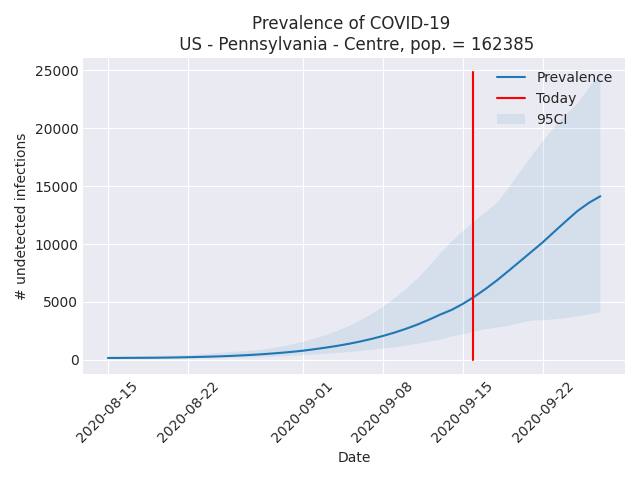 Prevalence of COVID-19
US - Pennsylvania - Centre, pop. = 162385
25000
20000
15000
10000
5000
0
# undetected infections
Prevalence
Today
95CI
2020-08-15
2020-08-22
2020-09-01
2020-09-08
2020-09-15
2020-09-22
Date